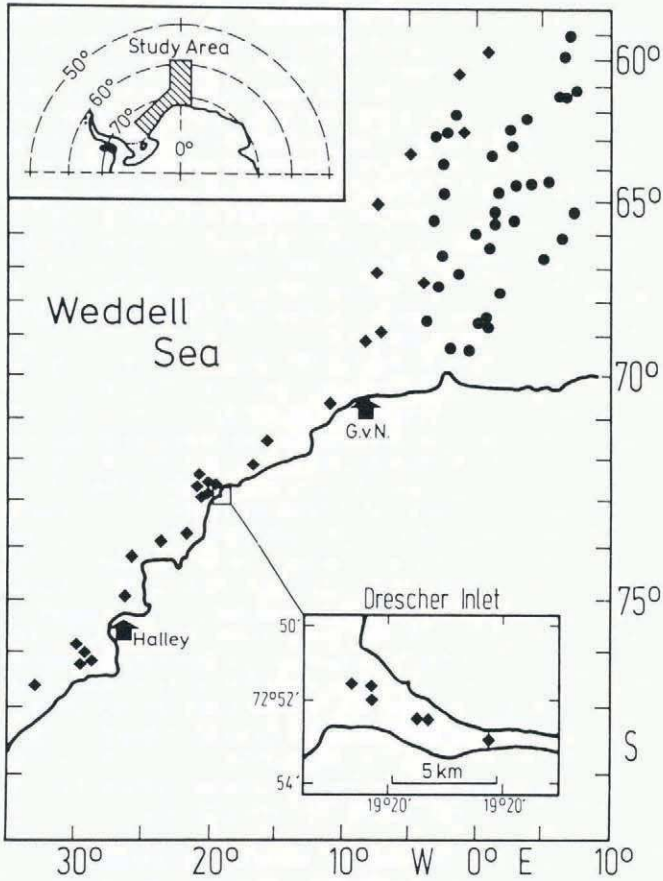 Study Area
50°
60°
70°
0°
60°
65°
70°
75°
S
Weddell
Sea
G.v.N.
Halley
Drescher Inlet
50'
72°52'
54'
5 km
19°20'
19°20'
30°
20°
10°
W
0°
E
10°